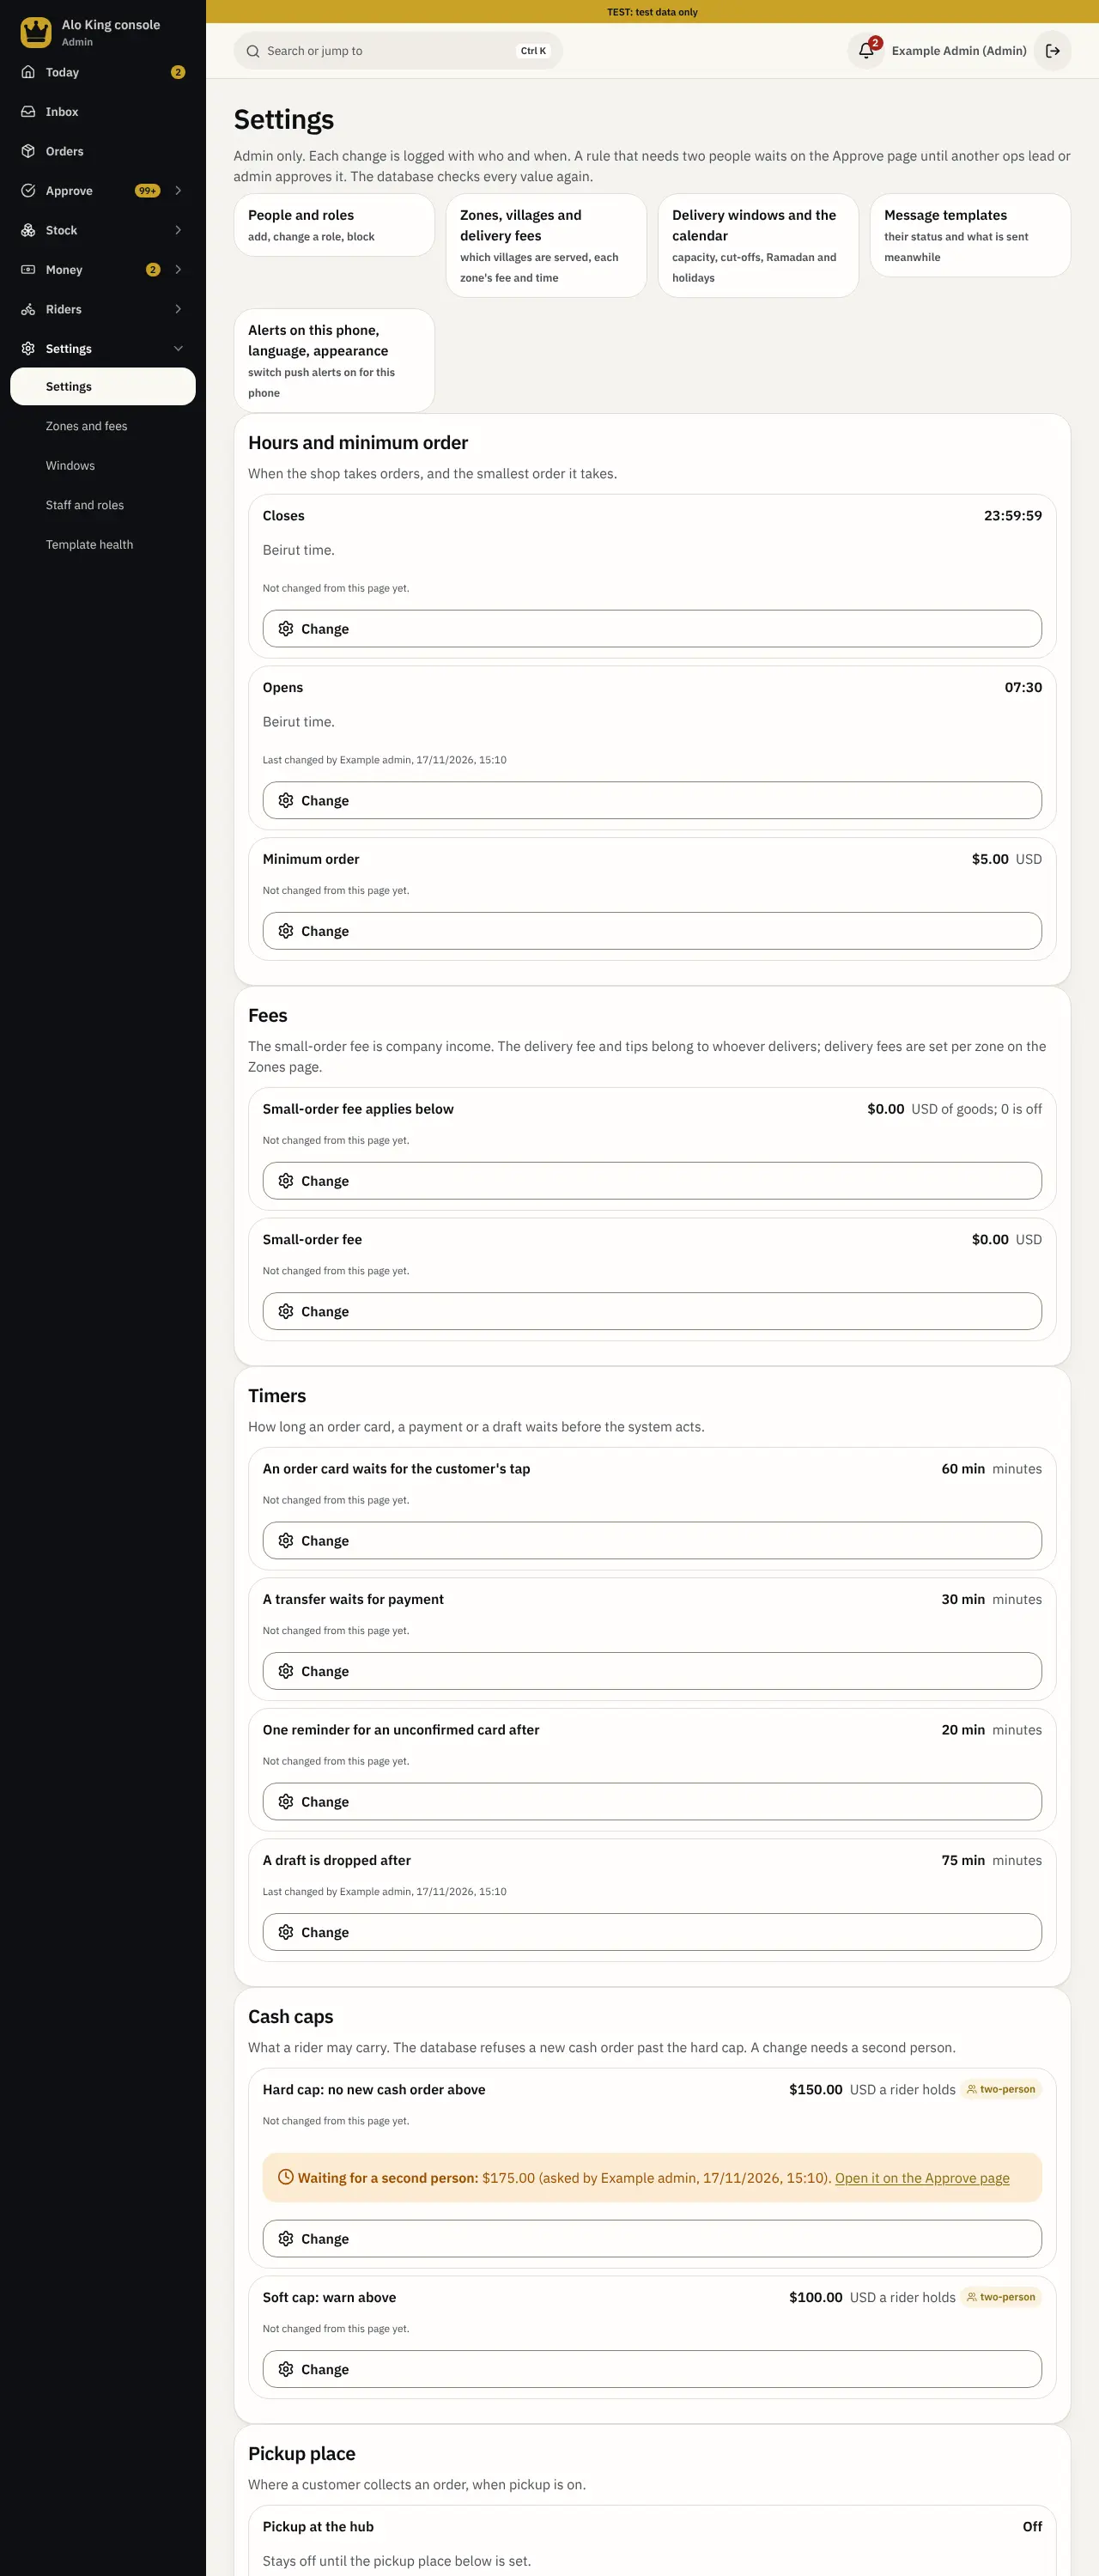 Alo King console
Admin
Today 2
Inbox
Orders
Approve 99+
Stock
Money 2
Riders
Settings
Settings
Zones and fees
Windows
Staff and roles
Template health
TEST: test data only
Search or jump to Ctrl K
2 Example Admin (Admin)
Settings
Admin only. Each change is logged with who and when. A rule that needs two people waits on the Approve page until another ops lead or
admin approves it. The database checks every value again.
People and roles
add, change a role, block
Zones, villages and
delivery fees
which villages are served, each
zone's fee and time
Delivery windows and the
calendar
capacity, cut-offs, Ramadan and
holidays
Message templates
their status and what is sent
meanwhile
Alerts on this phone,
language, appearance
switch push alerts on for this
phone
Hours and minimum order
When the shop takes orders, and the smallest order it takes.
Closes 23:59:59
Beirut time.
Not changed from this page yet.
Change
Opens 07:30
Beirut time.
Last changed by Example admin, 17/11/2026, 15:10
Change
Minimum order $5.00 USD
Not changed from this page yet.
Change
Fees
The small-order fee is company income. The delivery fee and tips belong to whoever delivers; delivery fees are set per zone on the
Zones page.
Small-order fee applies below $0.00 USD of goods; 0 is off
Not changed from this page yet.
Change
Small-order fee $0.00 USD
Not changed from this page yet.
Change
Timers
How long an order card, a payment or a draft waits before the system acts.
An order card waits for the customer's tap 60 min minutes
Not changed from this page yet.
Change
A transfer waits for payment 30 min minutes
Not changed from this page yet.
Change
One reminder for an unconfirmed card after 20 min minutes
Not changed from this page yet.
Change
A draft is dropped after 75 min minutes
Last changed by Example admin, 17/11/2026, 15:10
Change
Cash caps
What a rider may carry. The database refuses a new cash order past the hard cap. A change needs a second person.
Hard cap: no new cash order above $150.00 USD a rider holds two-person
Not changed from this page yet.
Waiting for a second person: $175.00 (asked by Example admin, 17/11/2026, 15:10). Open it on the Approve page
Change
Soft cap: warn above $100.00 USD a rider holds two-person
Not changed from this page yet.
Change
Pickup place
Where a customer collects an order, when pickup is on.
Pickup at the hub Off
Stays off until the pickup place below is set.